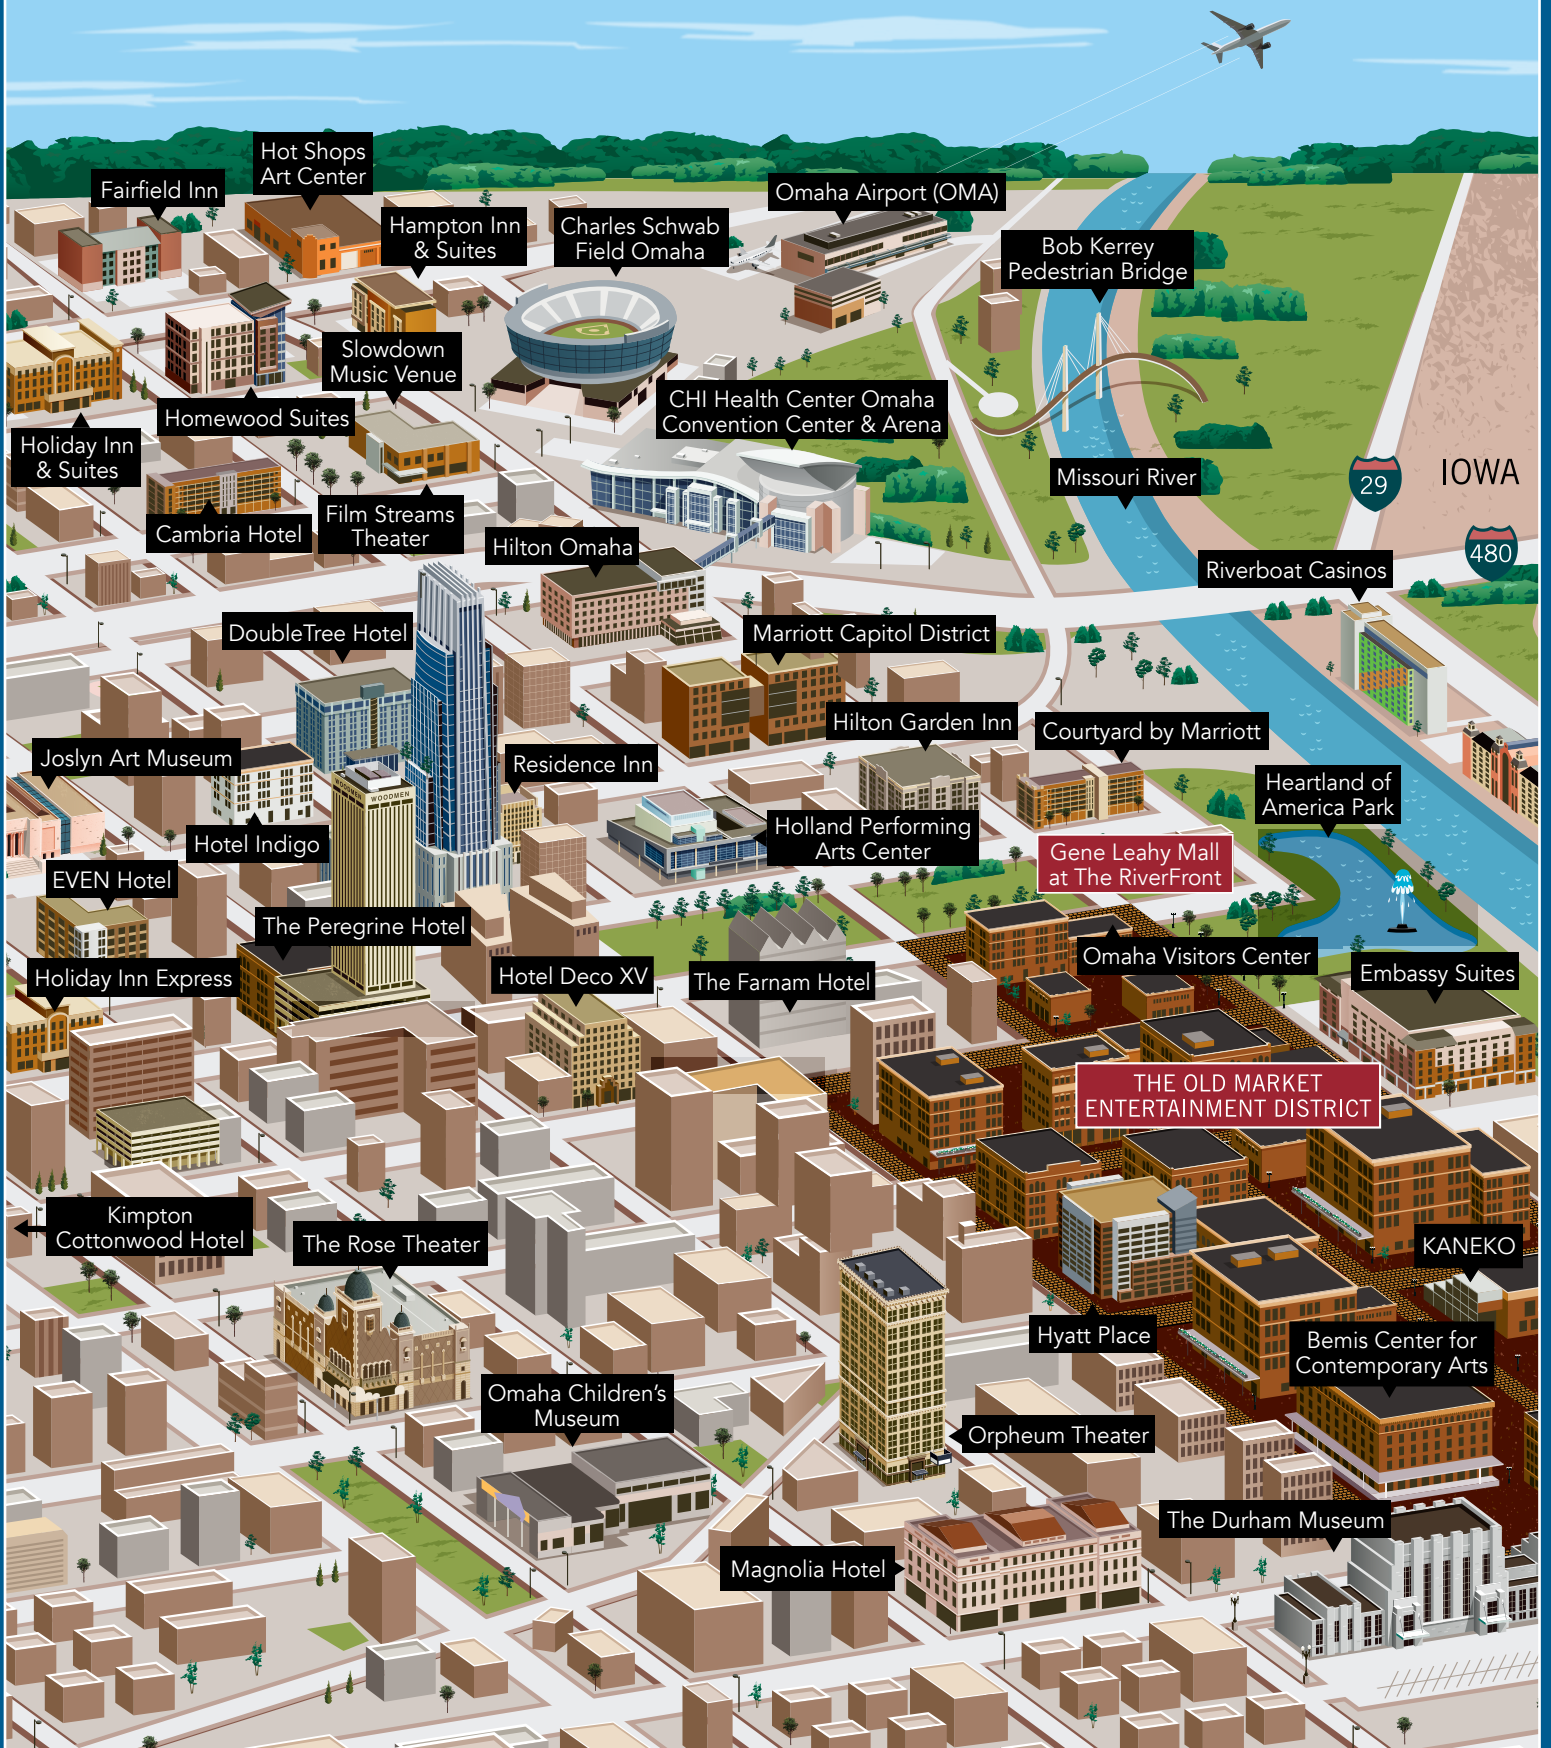 Hot Shops
Art Center
Fairfield Inn
Omaha Airport (OMA)
Hampton Inn
& Suites
Charles Schwab
Field Omaha
Bob Kerrey
Pedestrian Bridge
Slowdown
Music Venue
CHI Health Center Omaha
Convention Center & Arena
Homewood Suites
Holiday Inn
& Suites
Missouri River
29
IOWA
Film Streams
Theater
Cambria Hotel
Hilton Omaha
480
Riverboat Casinos
DoubleTree Hotel
Marriott Capitol District
Hilton Garden Inn
Courtyard by Marriott
Joslyn Art Museum
Residence Inn
Heartland of
America Park
WOODMEN
WOODMEN
Hotel Indigo
Holland Performing
Arts Center
Gene Leahy Mall
at The RiverFront
EVEN Hotel
The Peregrine Hotel
Omaha Visitors Center
Holiday Inn Express
Hotel Deco XV
The Farnam Hotel
Embassy Suites
THE OLD MARKET
ENTERTAINMENT DISTRICT
Kimpton
Cottonwood Hotel
The Rose Theater
KANEKO
Hyatt Place
Bemis Center for
Contemporary Arts
Omaha Children's
Museum
Orpheum Theater
The Durham Museum
Magnolia Hotel